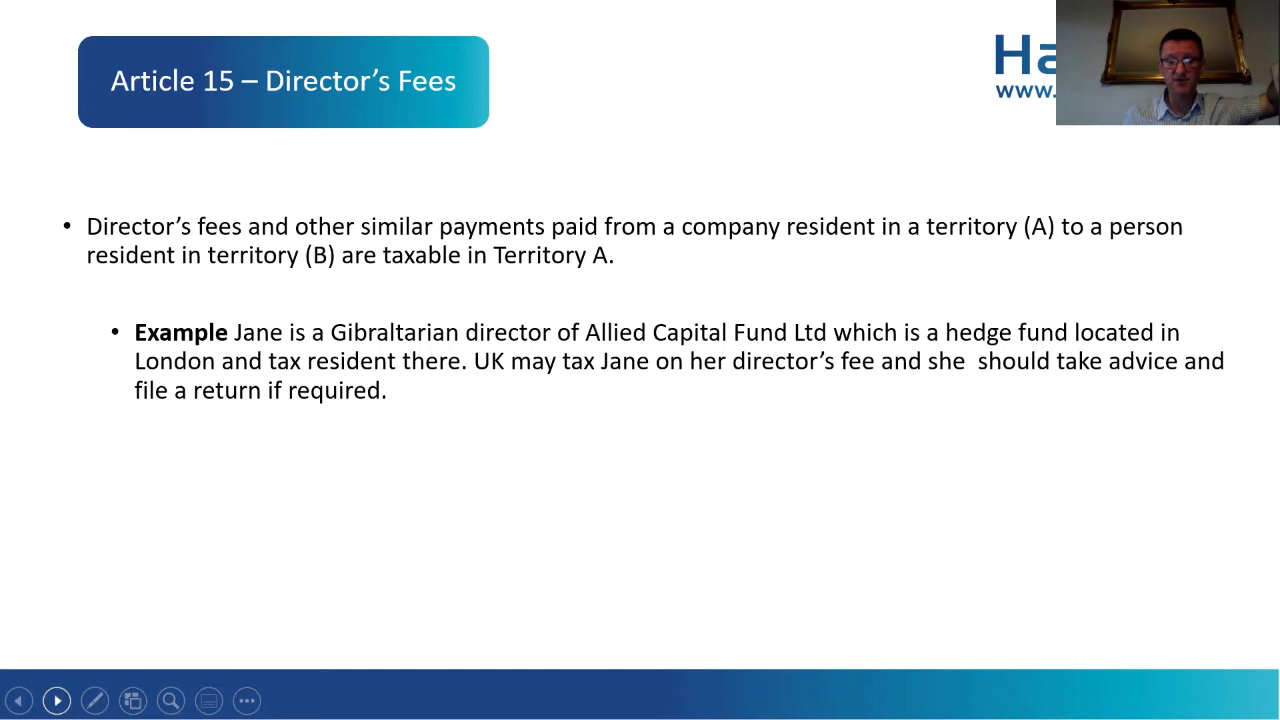 Article 15 – Director’s Fees
Ha
www.
• Director’s fees and other similar payments paid from a company resident in a territory (A) to a person
resident in territory (B) are taxable in Territory A.
• Example Jane is a Gibraltarian director of Allied Capital Fund Ltd which is a hedge fund located in
London and tax resident there. UK may tax Jane on her director’s fee and she  should take advice and
file a return if required.